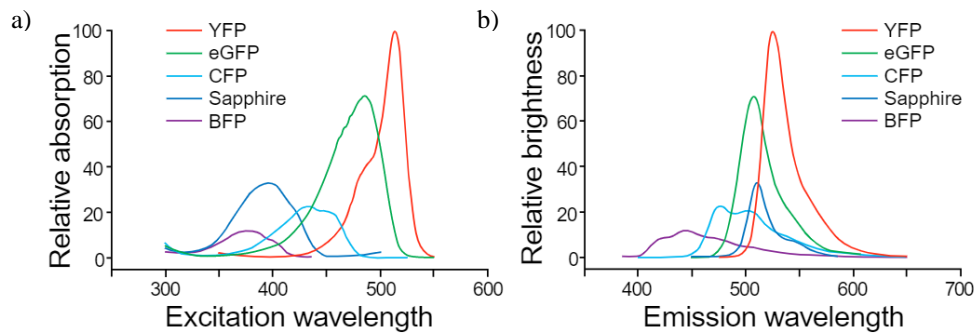 a)
Relative absorption
100
80
60
40
20
0
YFP
eGFP
CFP
Sapphire
BFP
300
400
500
600
Excitation wavelength
b)
Relative brightness
100
80
60
40
20
0
YFP
eGFP
CFP
Sapphire
BFP
400
500
600
700
Emission wavelength